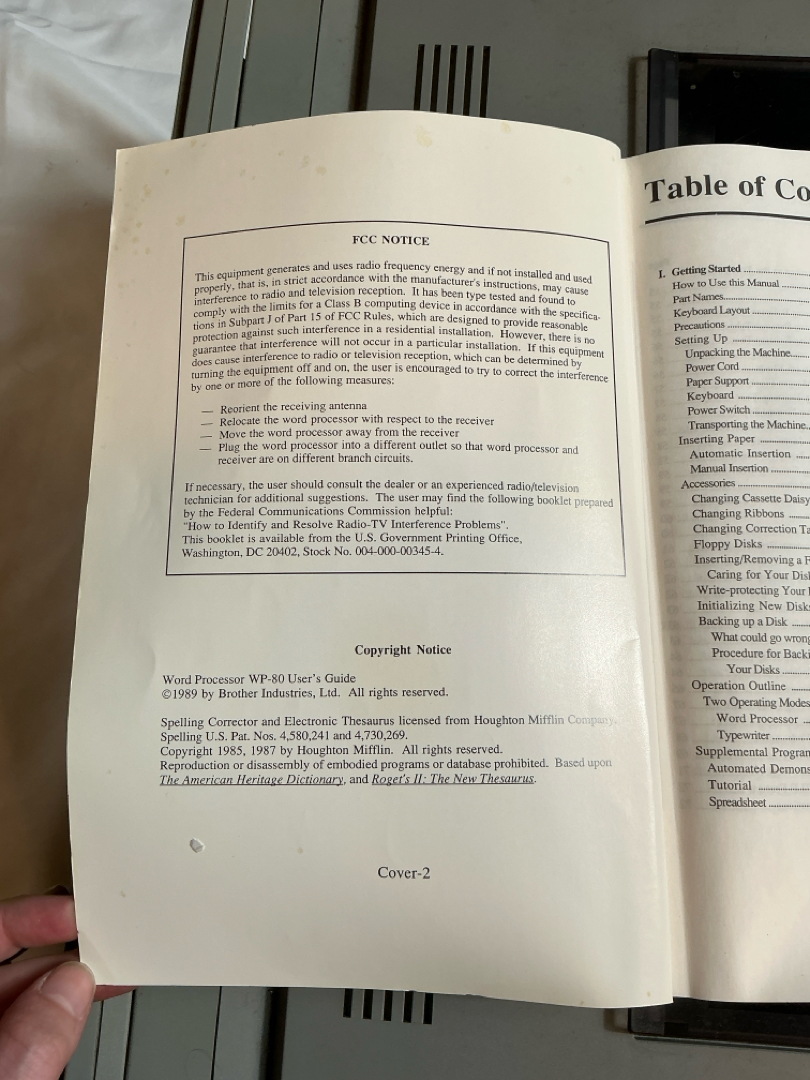 FCC NOTICE
This equipment generates and uses radio frequency energy and if not installed and used
properly, that is, in strict accordance with the manufacturer's instructions, may cause
interference to radio and television reception. It has been type tested and found to
comply with the limits for a Class B computing device in accordance with the specifica-
tions in Subpart J of Part 15 of FCC Rules, which are designed to provide reasonable
protection against such interference in a residential installation. However, there is no
guarantee that interference will not occur in a particular installation. If this equipment
does cause interference to radio or television reception, which can be determined by
turning the equipment off and on, the user is encouraged to try to correct the interference
by one or more of the following measures:
— Reorient the receiving antenna
— Relocate the word processor with respect to the receiver
— Move the word processor away from the receiver
— Plug the word processor into a different outlet so that word processor and
receiver are on different branch circuits.
If necessary, the user should consult the dealer or an experienced radio/television
technician for additional suggestions. The user may find the following booklet prepared
by the Federal Communications Commission helpful:
"How to Identify and Resolve Radio-TV Interference Problems".
This booklet is available from the U.S. Government Printing Office,
Washington, DC 20402, Stock No. 004-000-00345-4.
Copyright Notice
Word Processor WP-80 User's Guide
©1989 by Brother Industries, Ltd. All rights reserved.
Spelling Corrector and Electronic Thesaurus licensed from Houghton Mifflin Company.
Spelling U.S. Pat. Nos. 4,580,241 and 4,730,269.
Copyright 1985, 1987 by Houghton Mifflin. All rights reserved.
Reproduction or disassembly of embodied programs or database prohibited. Based upon
The American Heritage Dictionary, and Roget's II: The New Thesaurus.
Cover-2
Table of Co
I. Getting Started
How to Use this Manual
Part Names
Keyboard Layout
Precautions
Setting Up
Unpacking the Machine
Power Cord
Paper Support
Keyboard
Power Switch
Transporting the Machine
Inserting Paper
Automatic Insertion
Manual Insertion
Accessories
Changing Cassette Daisy
Changing Ribbons
Changing Correction Ta
Floppy Disks
Inserting/Removing a F
Caring for Your Dis
Write-protecting Your
Initializing New Disks
Backing up a Disk
What could go wrong
Procedure for Backi
Your Disks
Operation Outline
Two Operating Modes
Word Processor
Typewriter
Supplemental Program
Automated Demons
Tutorial
Spreadsheet